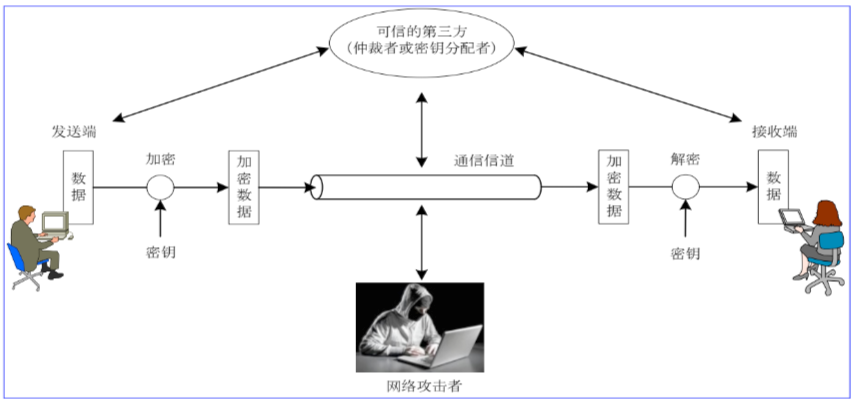 可信的第三方
(仲裁者或密钥分配者)
发送端
接收端
加密
通信信道
解密
数据
加密数据
加密数据
数据
密钥
密钥
网络攻击者